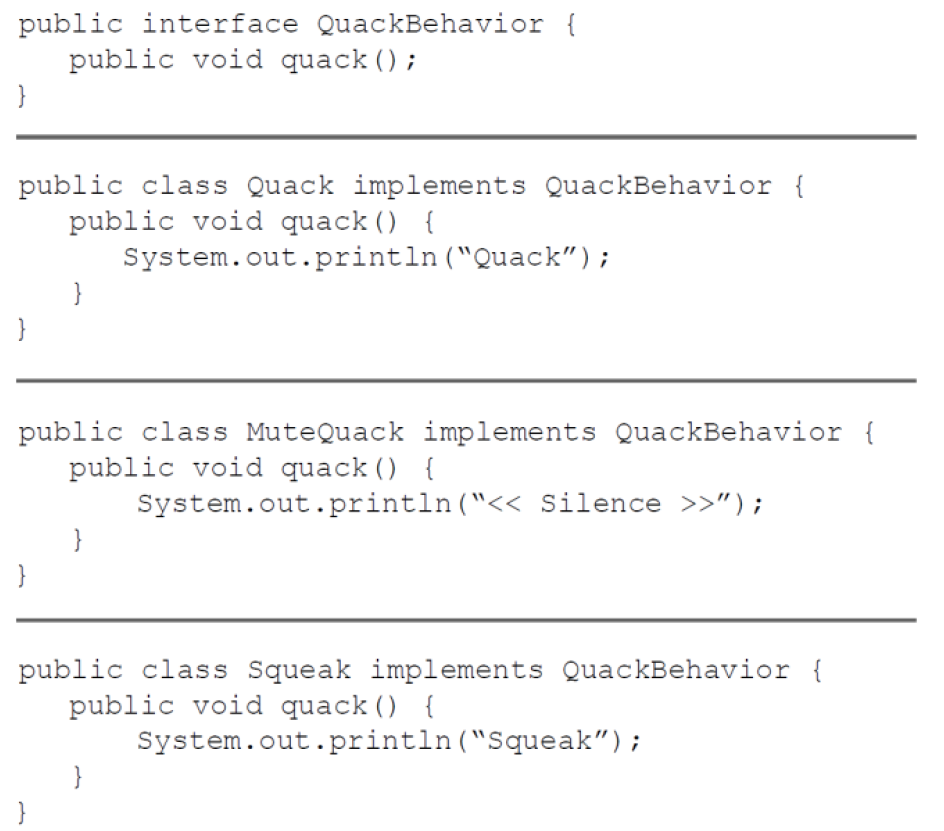 public interface QuackBehavior {
public void quack();
}
public class Quack implements QuackBehavior {
public void quack() {
System.out.println(“Quack”);
}
}
public class MuteQuack implements QuackBehavior {
public void quack() {
System.out.println(“<< Silence >>”);
}
}
public class Squeak implements QuackBehavior {
public void quack() {
System.out.println(“Squeak”);
}
}